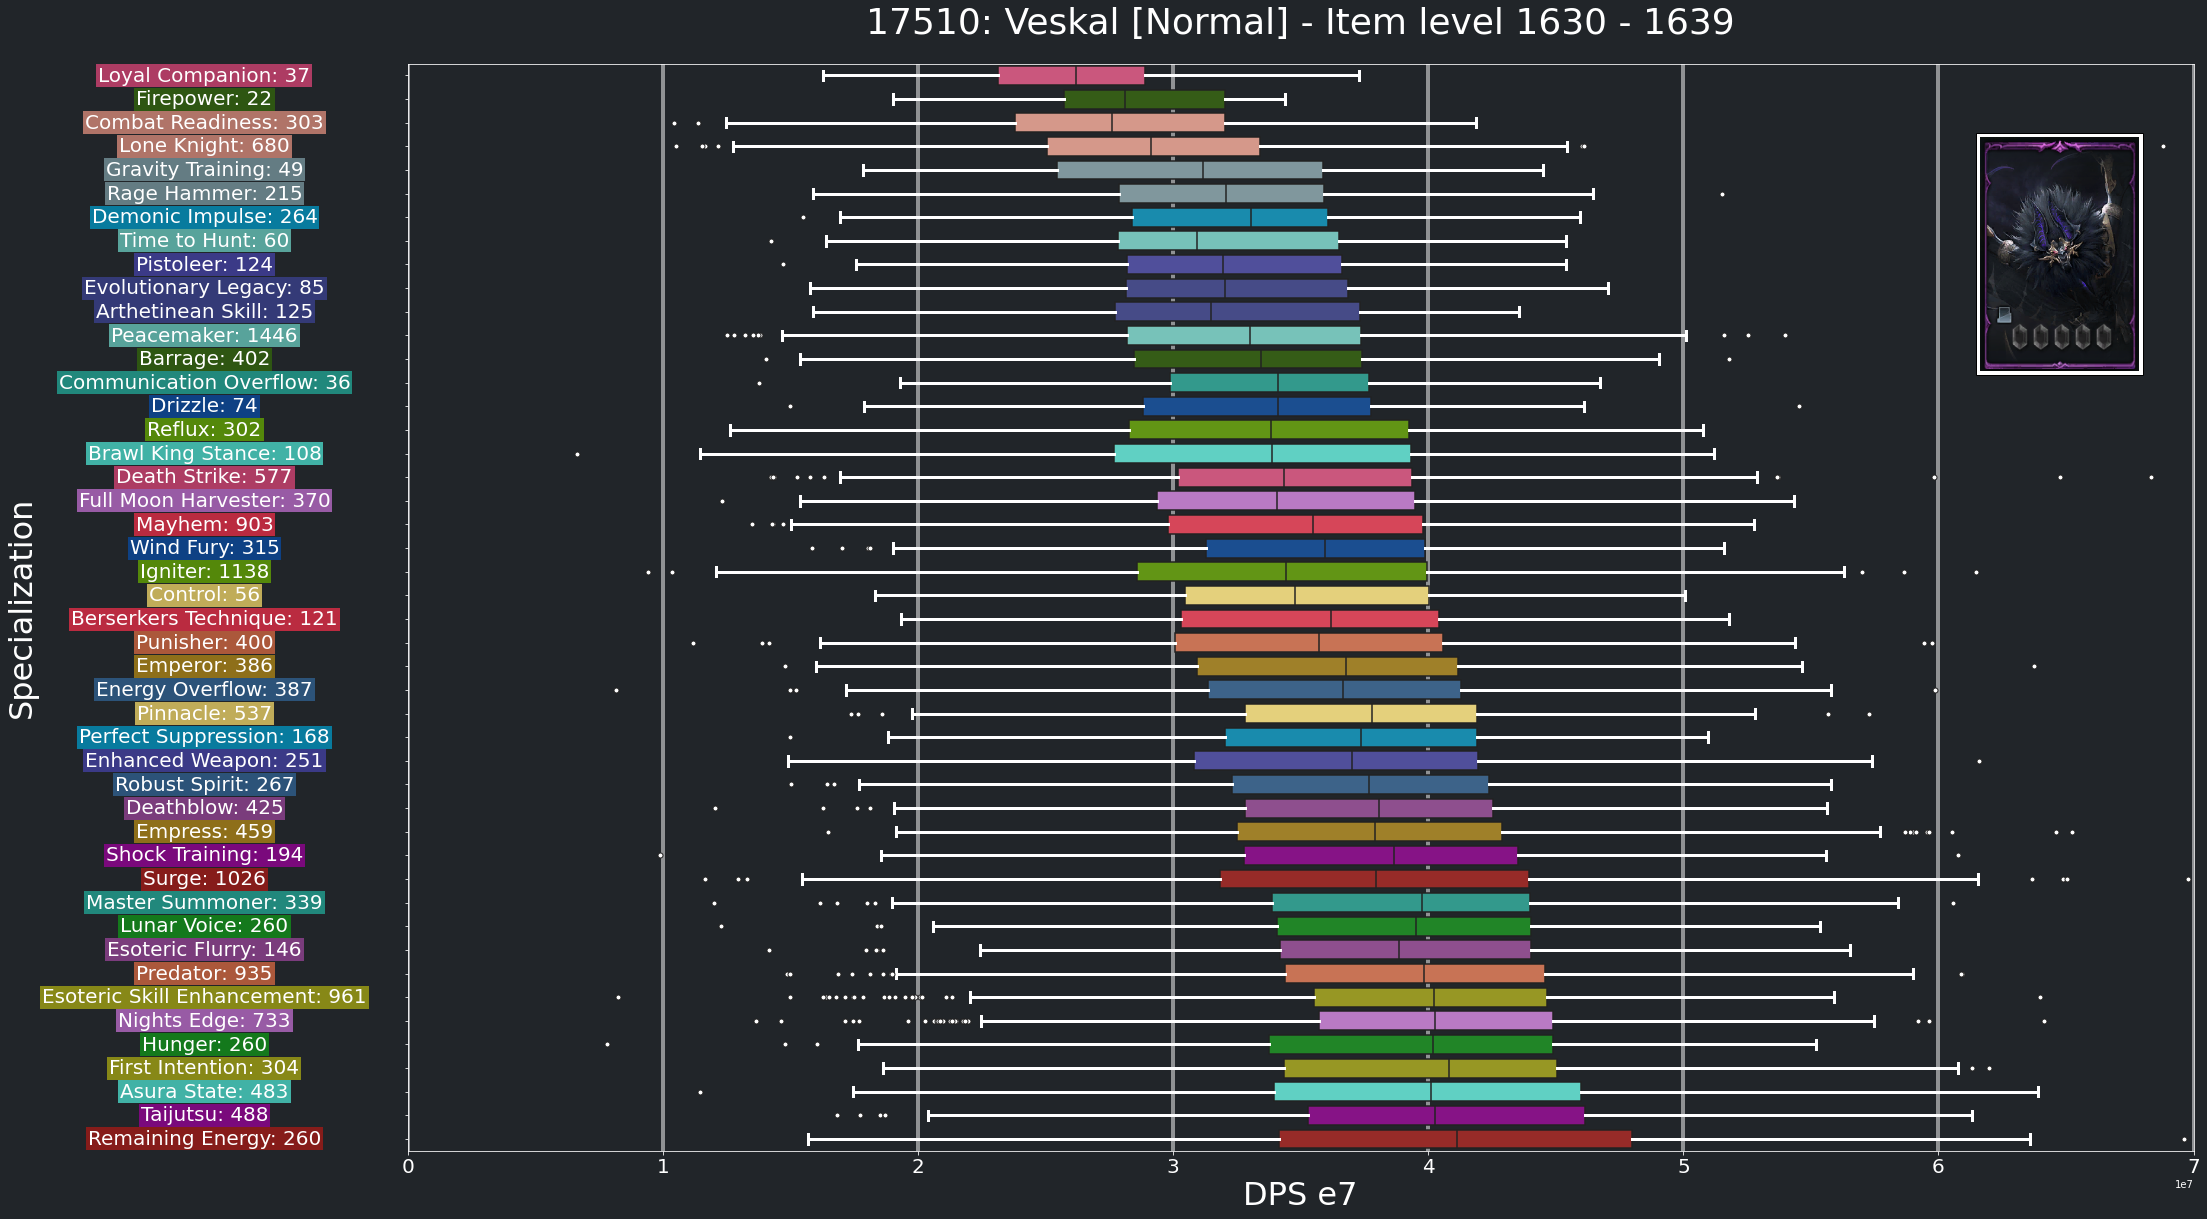 17510: Veskal [Normal] - Item level 1630 - 1639
Loyal Companion: 37
Firepower: 22
Combat Readiness: 303
Lone Knight: 680
Gravity Training: 49
Rage Hammer: 215
Demonic Impulse: 264
Time to Hunt: 60
Pistoleer: 124
Evolutionary Legacy: 85
Arthetinean Skill: 125
Peacemaker: 1446
Barrage: 402
Communication Overflow: 36
Drizzle: 74
Reflux: 302
Brawl King Stance: 108
Death Strike: 577
Full Moon Harvester: 370
Mayhem: 903
Wind Fury: 315
Igniter: 1138
Control: 56
Berserkers Technique: 121
Punisher: 400
Emperor: 386
Energy Overflow: 387
Pinnacle: 537
Perfect Suppression: 168
Enhanced Weapon: 251
Robust Spirit: 267
Deathblow: 425
Empress: 459
Shock Training: 194
Surge: 1026
Master Summoner: 339
Lunar Voice: 260
Esoteric Flurry: 146
Predator: 935
Esoteric Skill Enhancement: 961
Nights Edge: 733
Hunger: 260
First Intention: 304
Asura State: 483
Taijutsu: 488
Remaining Energy: 260
Specialization
0 1 2 3 4 5 6 7
DPS e7
1e7